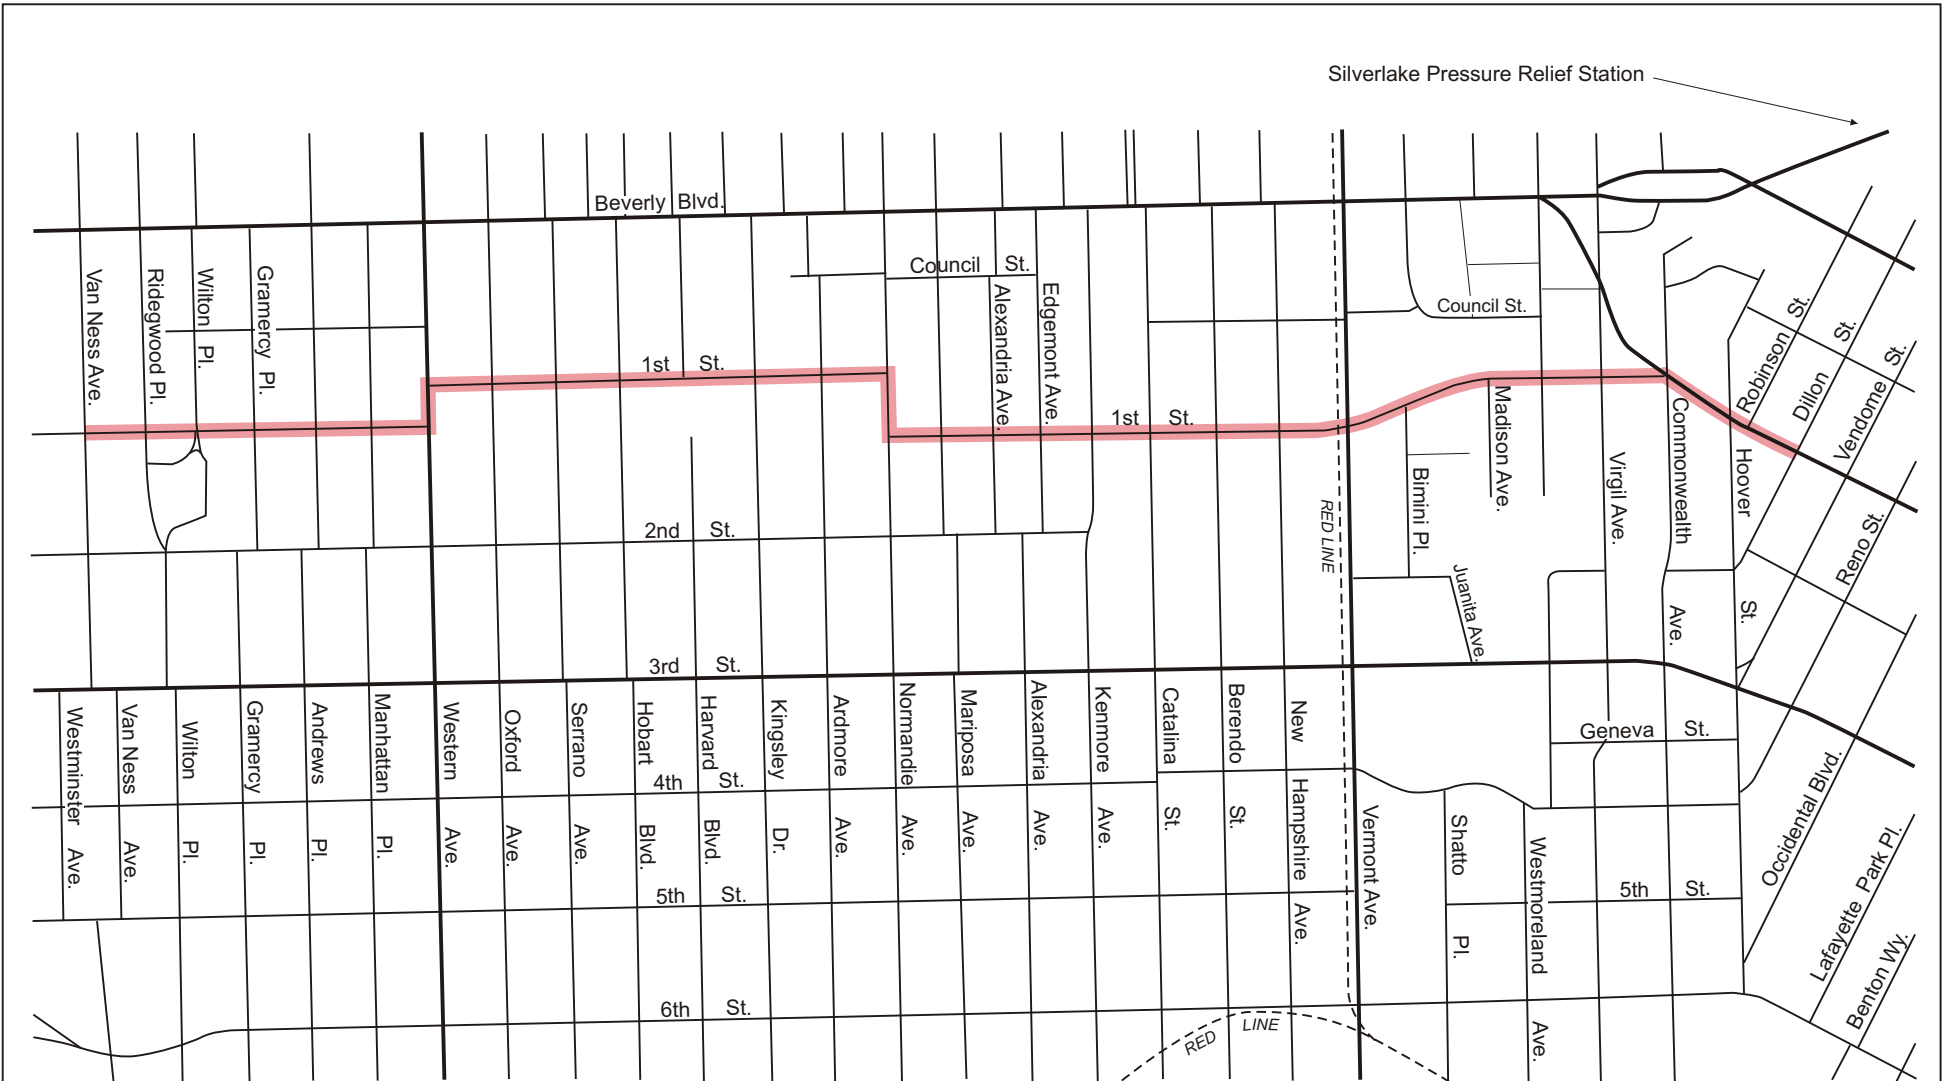 Silverlake Pressure Relief Station
Beverly Blvd.
Council St.
Council St.
Van Ness Ave.
Ridegwood Pl.
Wilton Pl.
Gramercy Pl.
Alexandria Ave.
Edgemont Ave.
1st St.
1st St.
Robinson St.
Dillon St.
Vendome St.
Madison Ave.
Commonwealth Ave.
Hoover St.
Virgil Ave.
Bimini Pl.
RED LINE
Reno St.
2nd St.
Juanita Ave.
3rd St.
Westminster Ave.
Van Ness Ave.
Wilton Pl.
Gramercy Pl.
Andrews Pl.
Manhattan Pl.
Western Ave.
Oxford Ave.
Serrano Ave.
Hobart Blvd.
Harvard Blvd.
Kingsley Dr.
Ardmore Ave.
Normandie Ave.
Mariposa Ave.
Alexandria Ave.
Kenmore Ave.
Catalina St.
Berendo St.
New Hampshire Ave.
Vermont Ave.
Shatto Pl.
Westmoreland Ave.
Geneva St.
4th St.
5th St.
5th St.
Occidental Blvd.
Lafayette Park Pl.
Benton Wy.
6th St.
RED LINE